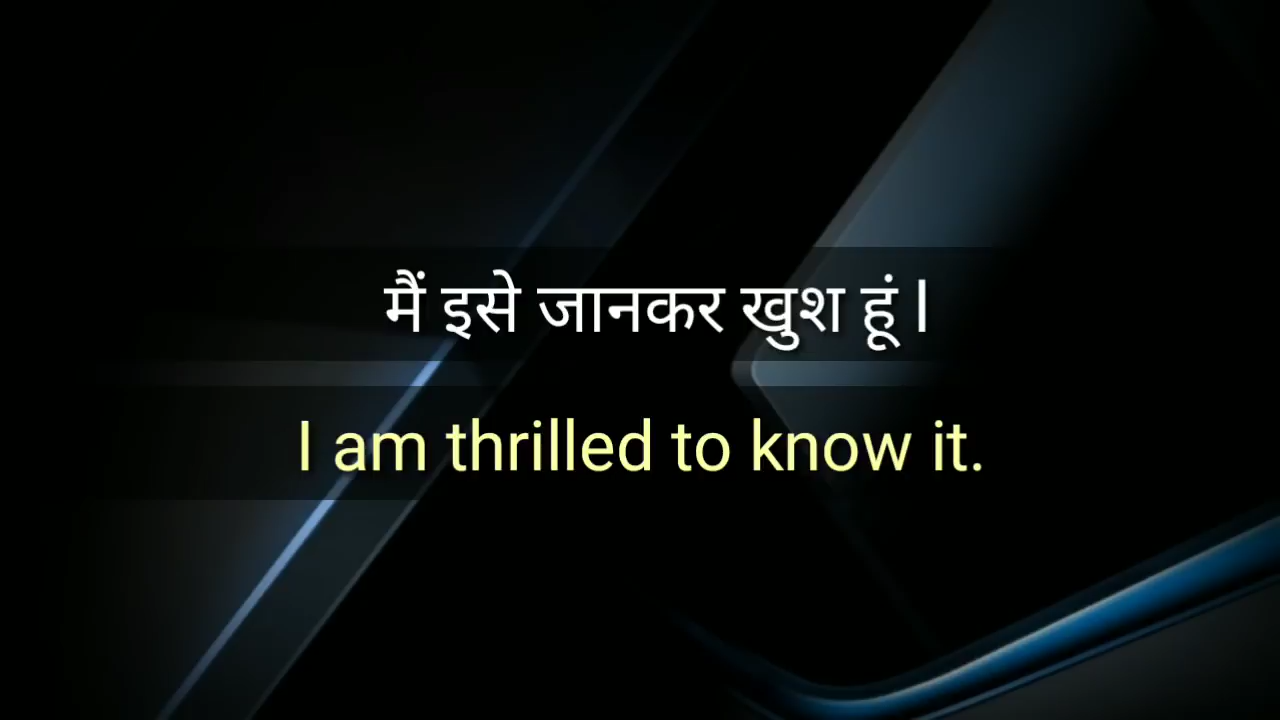 मैं इसे जानकर खुश हूं।
I am thrilled to know it.